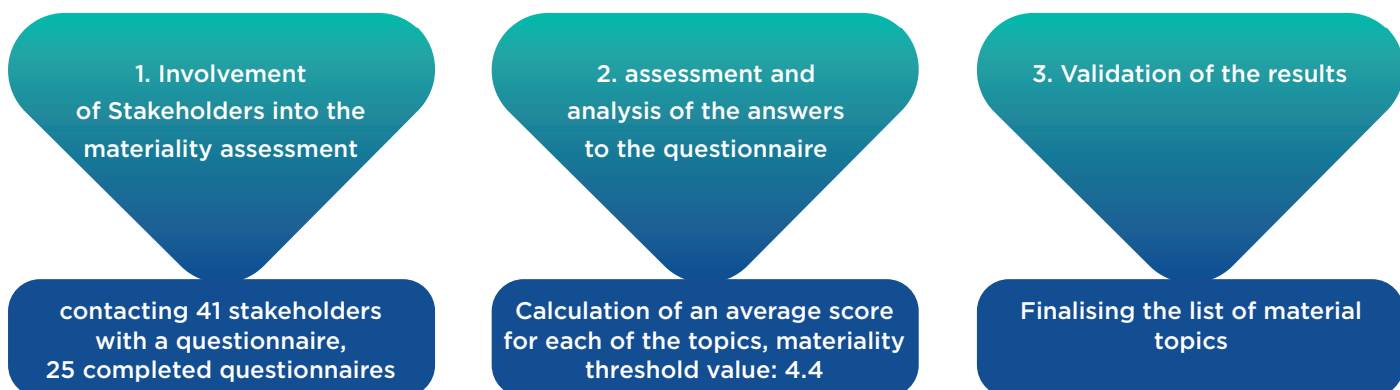 1. Involvement
of Stakeholders into the
materiality assessment
contacting 41 stakeholders
with a questionnaire,
25 completed questionnaires
2. assessment and
analysis of the answers
to the questionnaire
Calculation of an average score
for each of the topics, materiality
threshold value: 4.4
3. Validation of the results
Finalising the list of material
topics